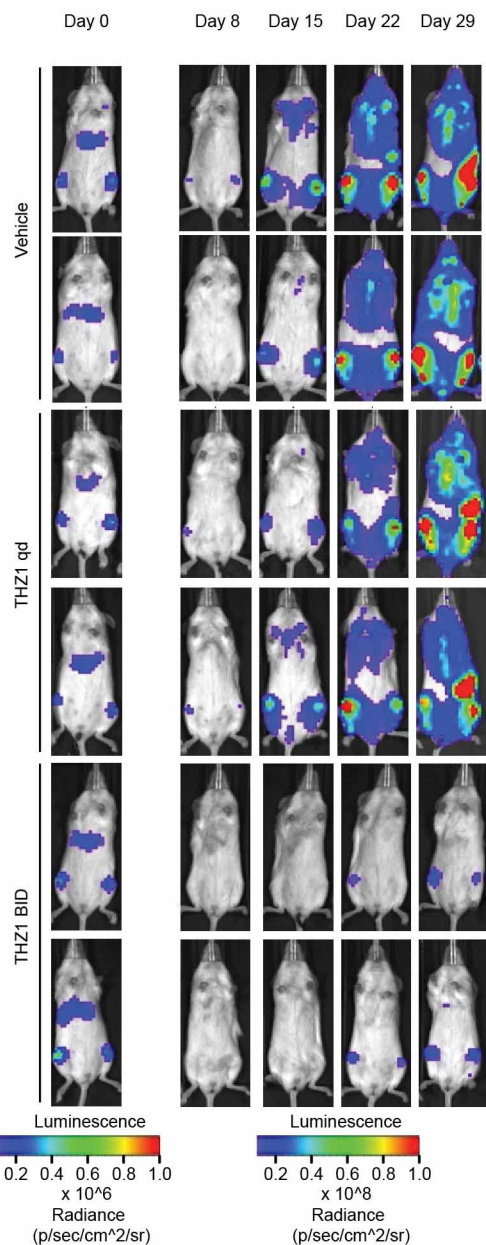 Day 0 Day 8 Day 15 Day 22 Day 29
Vehicle
THZ1 qd
THZ1 BID
Luminescence Luminescence
0.2 0.4 0.6 0.8 1.0 0.2 0.4 0.6 0.8 1.0
x 10^6 x 10^8
Radiance Radiance
(p/sec/cm^2/sr) (p/sec/cm^2/sr)